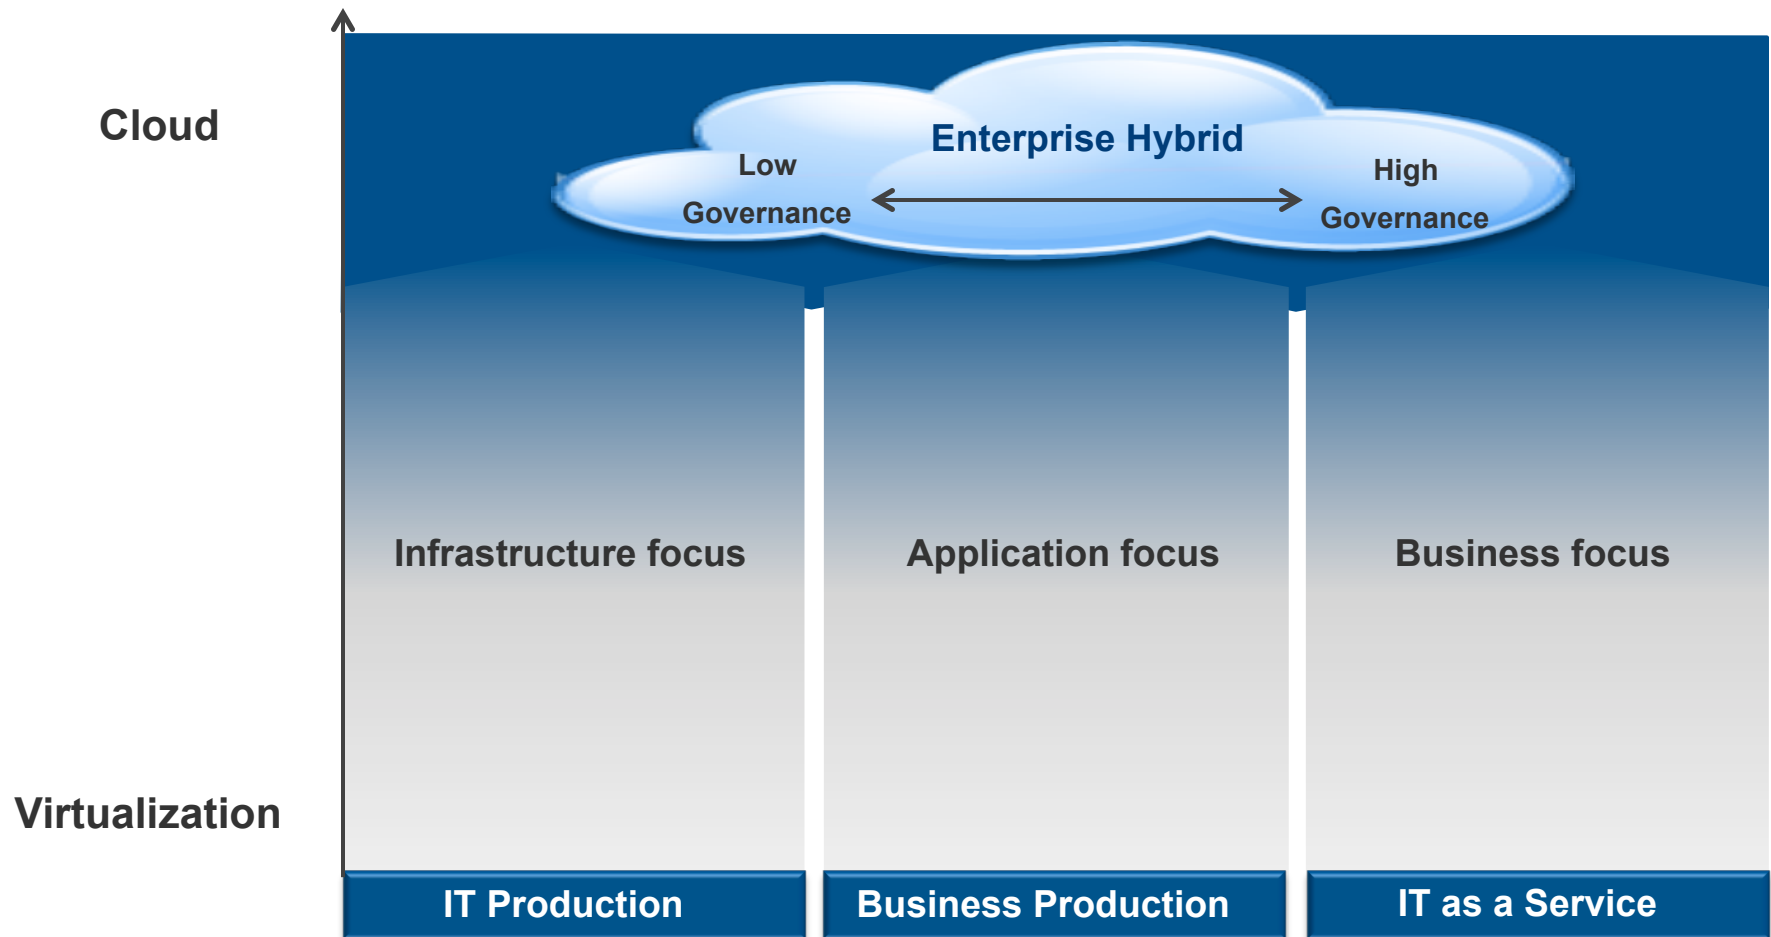 Cloud
Enterprise Hybrid
Low
Governance
High
Governance
Infrastructure focus
Application focus
Business focus
Virtualization
IT Production
Business Production
IT as a Service